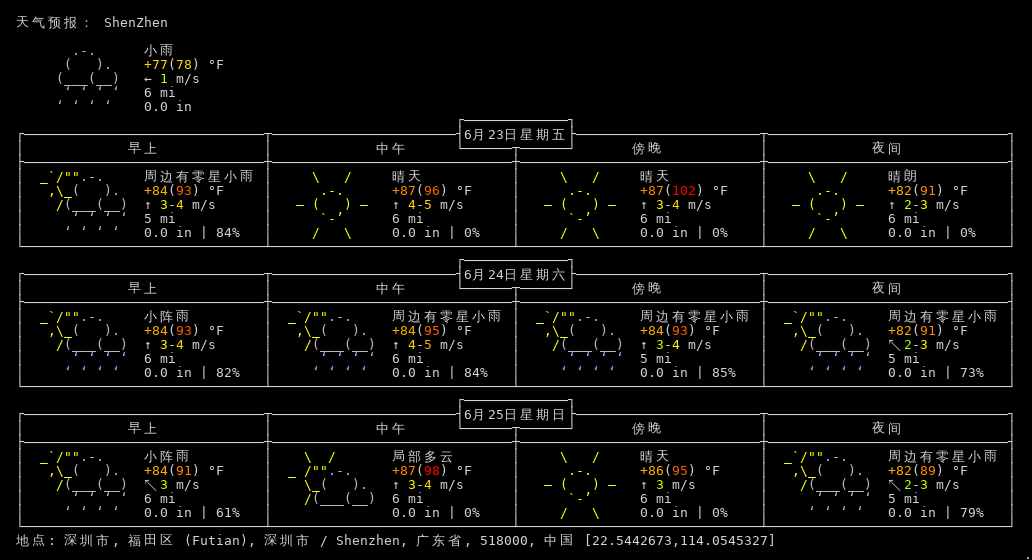 天气预报： ShenZhen
小雨
+77(78) °F
← 1 m/s
6 mi
0.0 in
6月23日星期五
早上 中午 傍晚 夜间
周边有零星小雨 晴天 晴天 晴朗
+84(93) °F +87(96) °F +87(102) °F +82(91) °F
↑ 3-4 m/s ↑ 4-5 m/s ↑ 3-4 m/s ↑ 2-3 m/s
5 mi 6 mi 6 mi 6 mi
0.0 in | 84% 0.0 in | 0% 0.0 in | 0% 0.0 in | 0%
6月24日星期六
早上 中午 傍晚 夜间
小阵雨 周边有零星小雨 周边有零星小雨 周边有零星小雨
+84(93) °F +84(95) °F +84(93) °F +82(91) °F
↑ 3-4 m/s ↑ 4-5 m/s ↑ 3-4 m/s ↖ 2-3 m/s
6 mi 6 mi 5 mi 5 mi
0.0 in | 82% 0.0 in | 84% 0.0 in | 85% 0.0 in | 73%
6月25日星期日
早上 中午 傍晚 夜间
小阵雨 局部多云 晴天 周边有零星小雨
+84(91) °F +87(98) °F +86(95) °F +82(89) °F
↖ 3 m/s ↑ 3-4 m/s ↑ 3 m/s ↖ 2-3 m/s
6 mi 6 mi 6 mi 5 mi
0.0 in | 61% 0.0 in | 0% 0.0 in | 0% 0.0 in | 79%
地点: 深圳市, 福田区 (Futian), 深圳市 / Shenzhen, 广东省, 518000, 中国 [22.5442673,114.0545327]